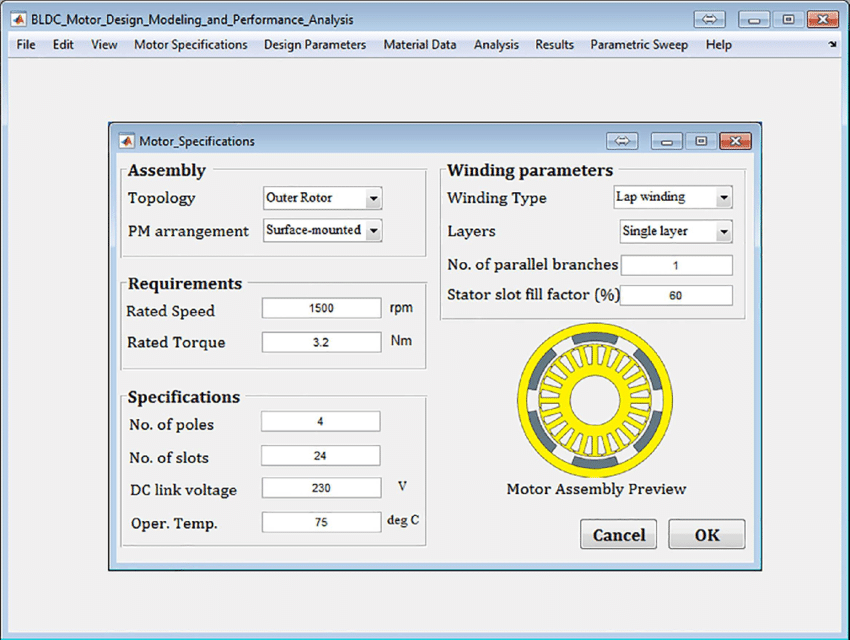 BLDC_Motor_Design_Modeling_and_Performance_Analysis
File Edit View Motor Specifications Design Parameters Material Data Analysis Results Parametric Sweep Help
Motor_Specifications
Assembly
Topology Outer Rotor
PM arrangement Surface-mounted
Requirements
Rated Speed 1500 rpm
Rated Torque 3.2 Nm
Specifications
No. of poles 4
No. of slots 24
DC link voltage 230 V
Oper. Temp. 75 deg C
Winding parameters
Winding Type Lap winding
Layers Single layer
No. of parallel branches 1
Stator slot fill factor (%) 60
Motor Assembly Preview
Cancel OK